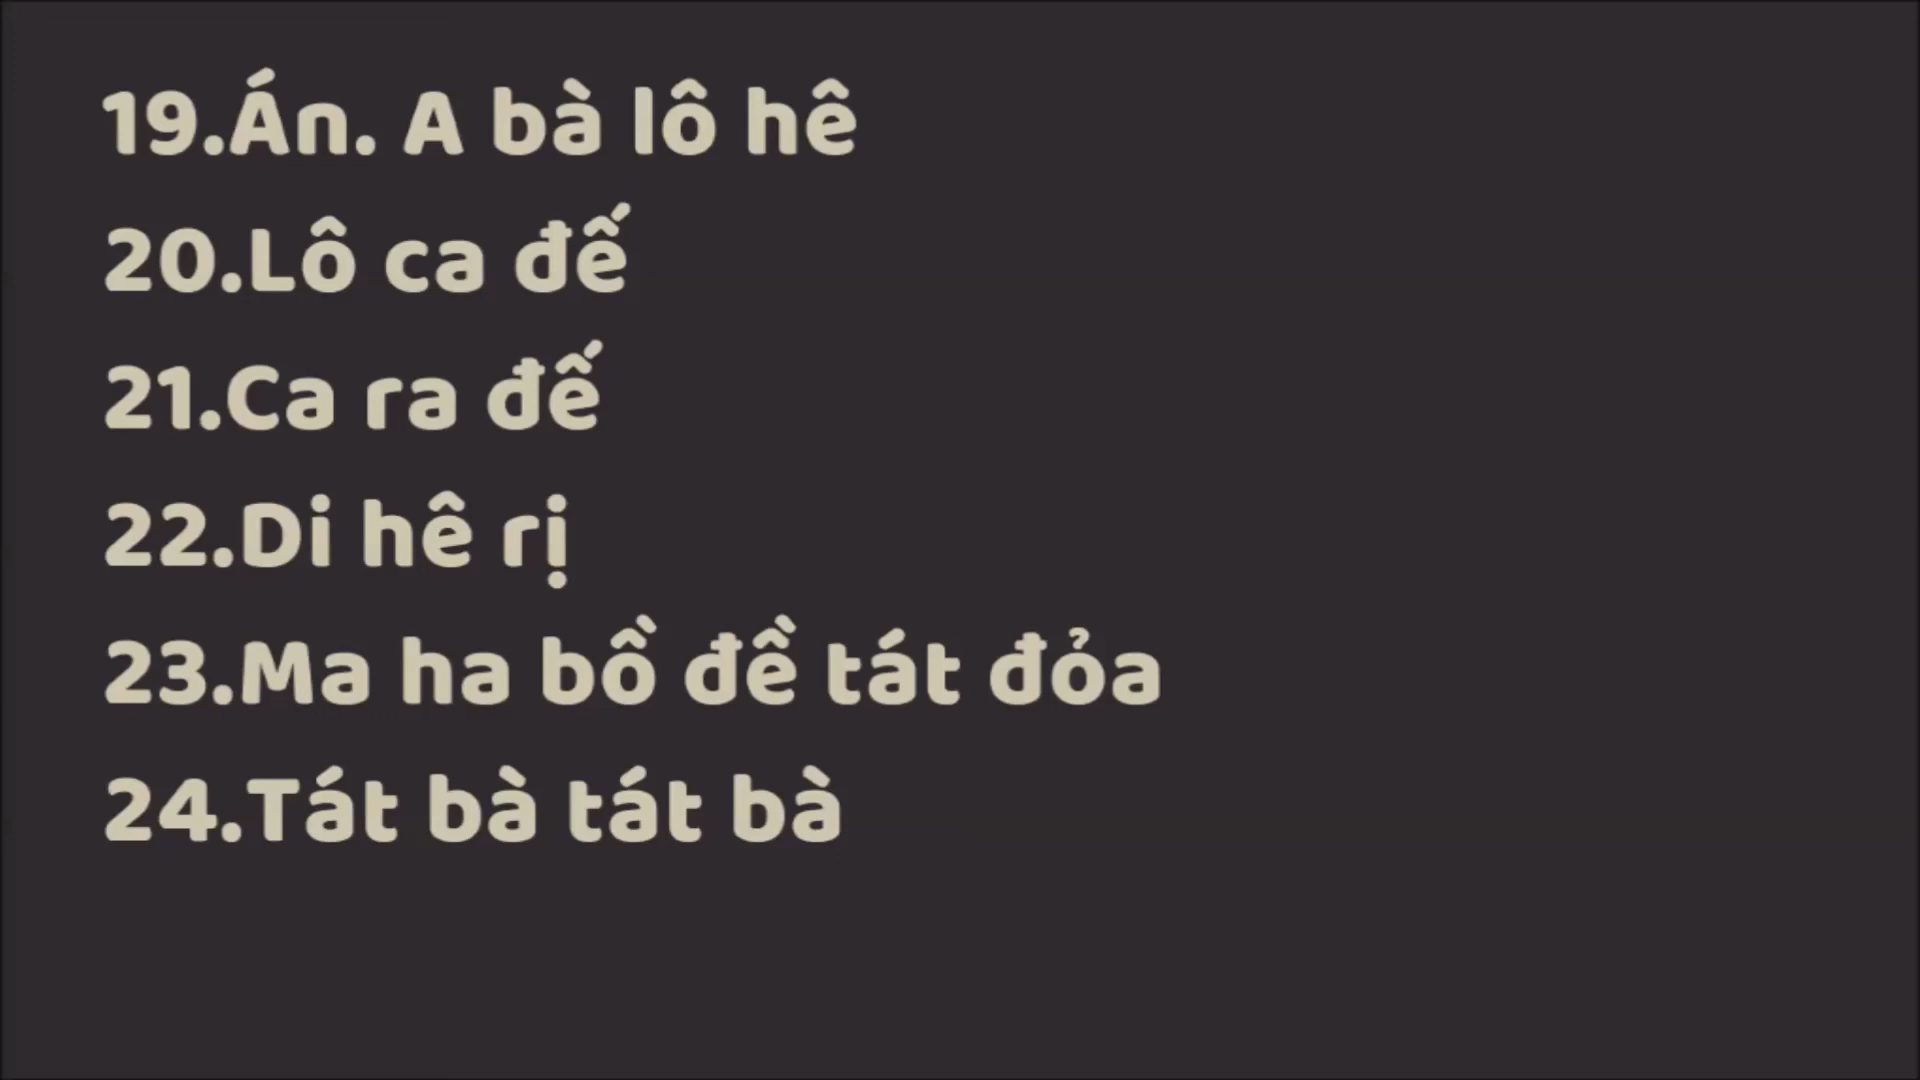 19.Án. A bà lô hê
20.Lô ca đế
21.Ca ra đế
22.Di hê rị
23.Ma ha bồ đề tát đỏa
24.Tát bà tát bà